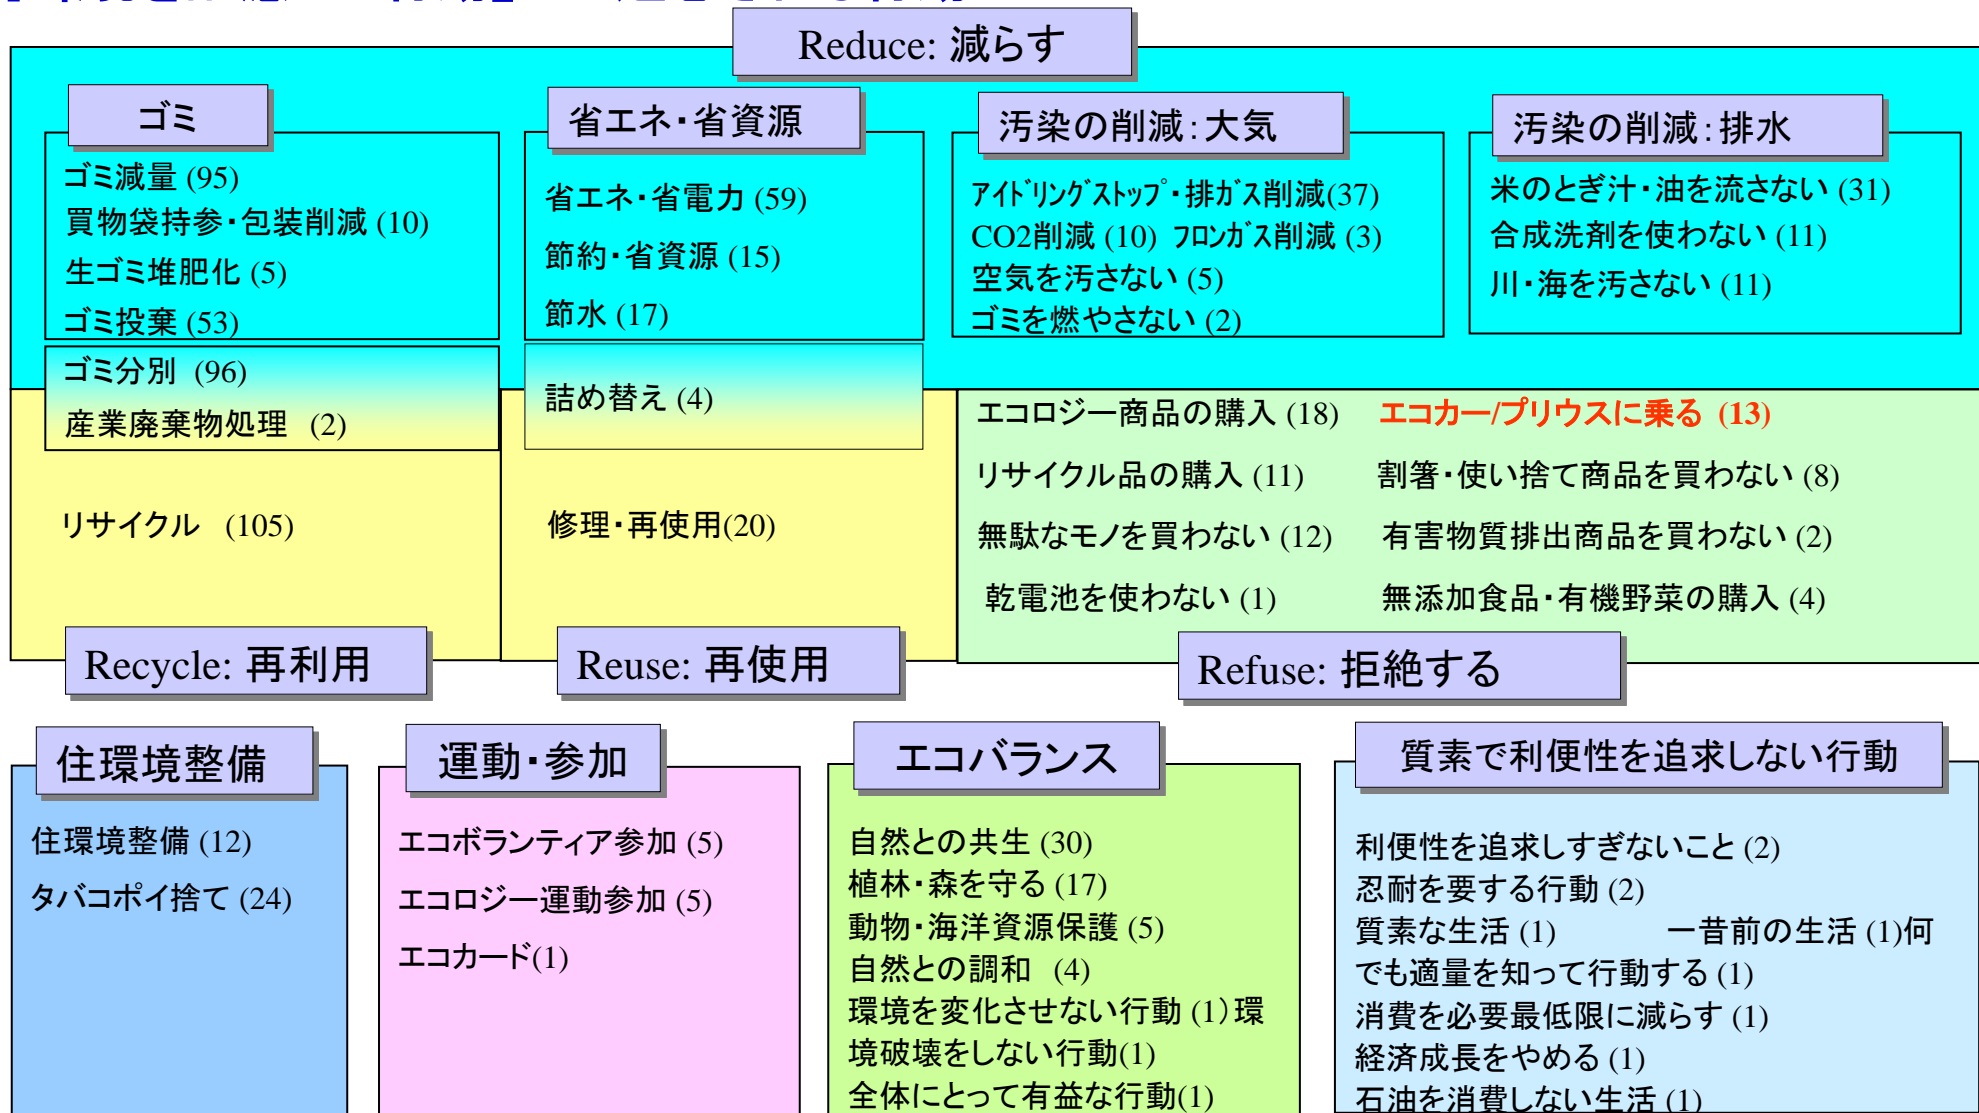 Reduce: 減らす
ゴミ
ゴミ減量 (95)
買物袋持参・包装削減 (10)
生ゴミ堆肥化 (5)
ゴミ投棄 (53)
ゴミ分別 (96)
産業廃棄物処理 (2)
リサイクル (105)
Recycle: 再利用
省エネ・省資源
省エネ・省電力 (59)
節約・省資源 (15)
節水 (17)
詰め替え (4)
修理・再使用(20)
Reuse: 再使用
汚染の削減：大気
ｱｲﾄﾞﾘﾝｸﾞｽﾄｯﾌﾟ・排ｶﾞｽ削減(37)
CO2削減 (10) ﾌﾛﾝｶﾞｽ削減 (3)
空気を汚さない (5)
ゴミを燃やさない (2)
汚染の削減：排水
米のとぎ汁・油を流さない (31)
合成洗剤を使わない (11)
川・海を汚さない (11)
エコロジー商品の購入 (18) エコカー/プリウスに乗る (13)
リサイクル品の購入 (11) 割箸・使い捨て商品を買わない (8)
無駄なモノを買わない (12) 有害物質排出商品を買わない (2)
乾電池を使わない (1) 無添加食品・有機野菜の購入 (4)
Refuse: 拒絶する
住環境整備
住環境整備 (12)
タバコポイ捨て (24)
運動・参加
エコボランティア参加 (5)
エコロジー運動参加 (5)
エコカード(1)
エコバランス
自然との共生 (30)
植林・森を守る (17)
動物・海洋資源保護 (5)
自然との調和 (4)
環境を変化させない行動 (1）環
境破壊をしない行動(1)
全体にとって有益な行動(1)
質素で利便性を追求しない行動
利便性を追求しすぎないこと (2)
忍耐を要する行動 (2)
質素な生活 (1) 一昔前の生活 (1)何
でも適量を知って行動する (1)
消費を必要最低限に減らす (1)
経済成長をやめる (1)
石油を消費しない生活 (1)